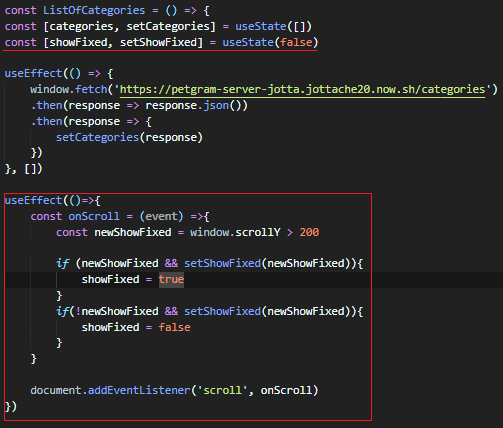 const ListOfCategories = () => {
const [categories, setCategories] = useState([])
const [showFixed, setShowFixed] = useState(false)
useEffect(() => {
window.fetch('https://petgram-server-jotta.jottache20.now.sh/categories')
.then(response => response.json())
.then(response => {
setCategories(response)
})
}, [])
useEffect(()=>{
const onScroll = (event) =>{
const newShowFixed = window.scrollY > 200
if (newShowFixed && setShowFixed(newShowFixed)){
showFixed = true
}
if(!newShowFixed && setShowFixed(newShowFixed)){
showFixed = false
}
}
document.addEventListener('scroll', onScroll)
})